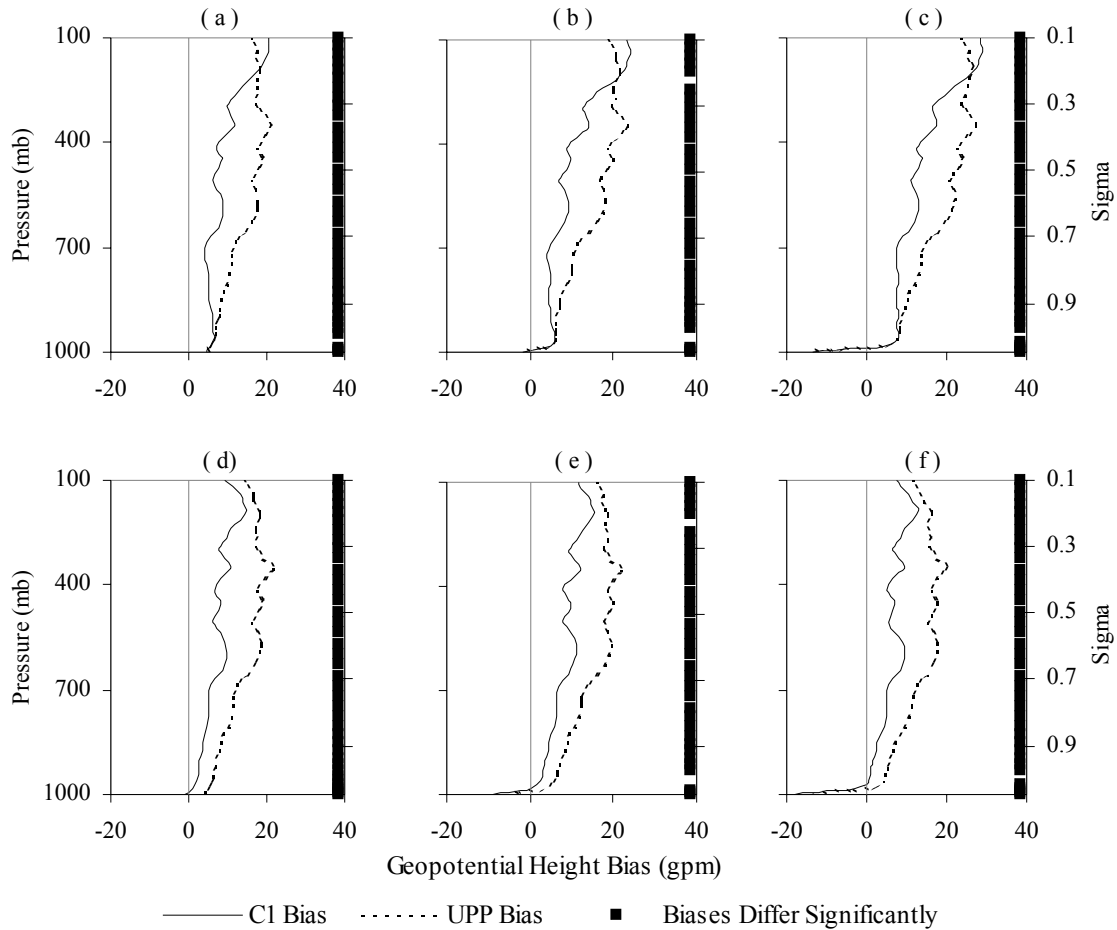 ( a )
( b )
( c )
100
400
700
1000
Pressure (mb)
0.1
0.3
0.5
0.7
0.9
Sigma
-20 0 20 40
-20 0 20 40
-20 0 20 40
( d )
( e )
( f )
100
400
700
1000
Pressure (mb)
0.1
0.3
0.5
0.7
0.9
Sigma
-20 0 20 40
-20 0 20 40
-20 0 20 40
Geopotential Height Bias (gpm)
C1 Bias UPP Bias Biases Differ Significantly